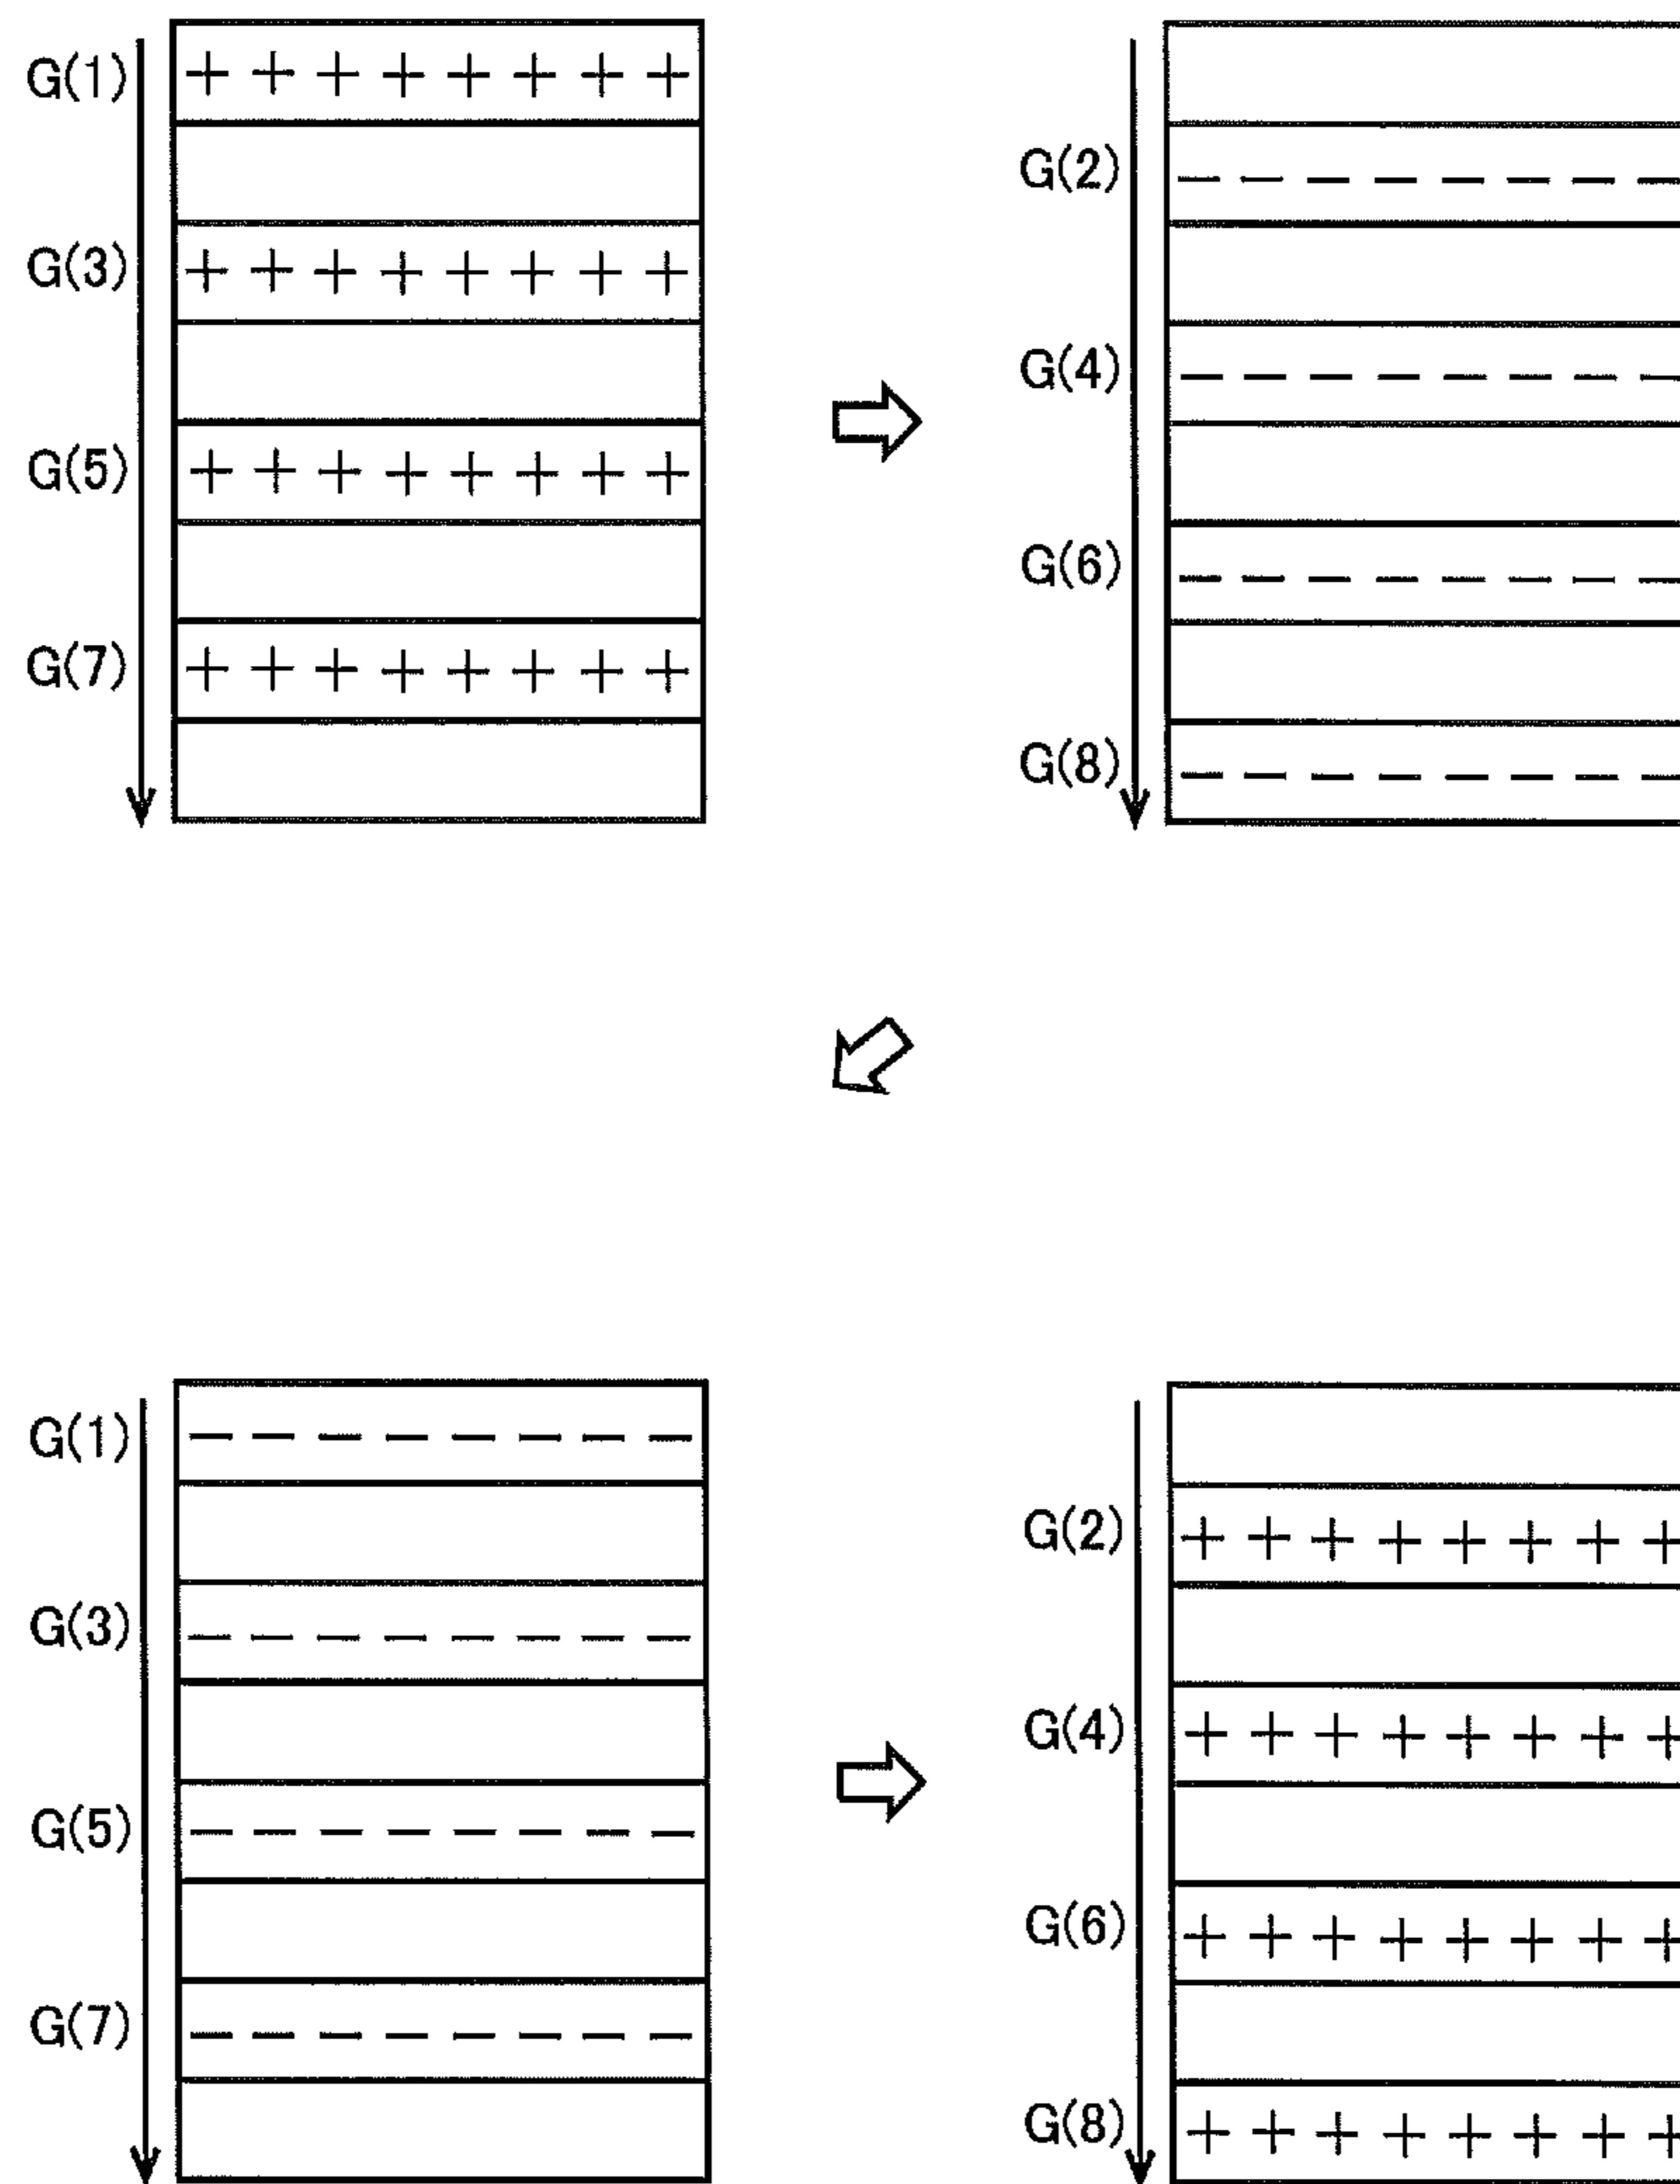 G(1) + + + + + + + +
G(3) + + + + + + + +
G(5) + + + + + + + +
G(7) + + + + + + + +
G(2) − − − − − − − −
G(4) − − − − − − − −
G(6) − − − − − − − −
G(8) − − − − − − − −
G(1) − − − − − − − −
G(3) − − − − − − − −
G(5) − − − − − − − −
G(7) − − − − − − − −
G(2) + + + + + + + +
G(4) + + + + + + + +
G(6) + + + + + + + +
G(8) + + + + + + + +